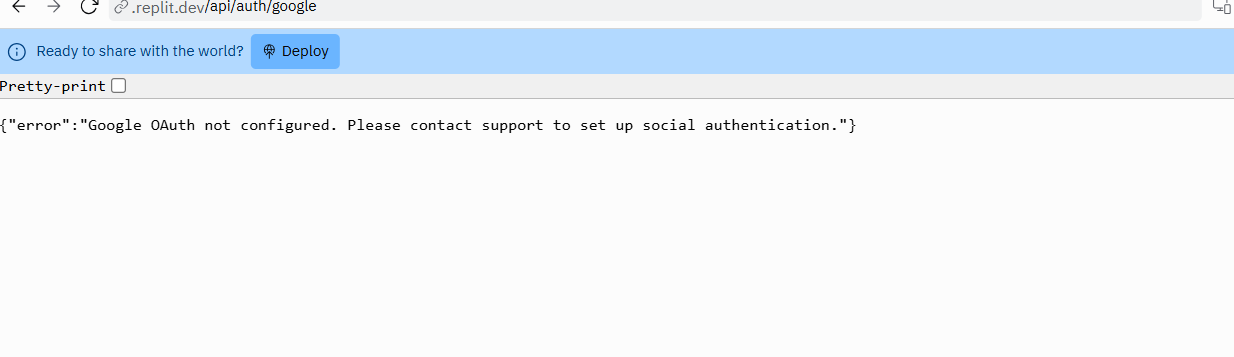 .replit.dev/api/auth/google
Ready to share with the world? Deploy
Pretty-print
{"error":"Google OAuth not configured. Please contact support to set up social authentication."}